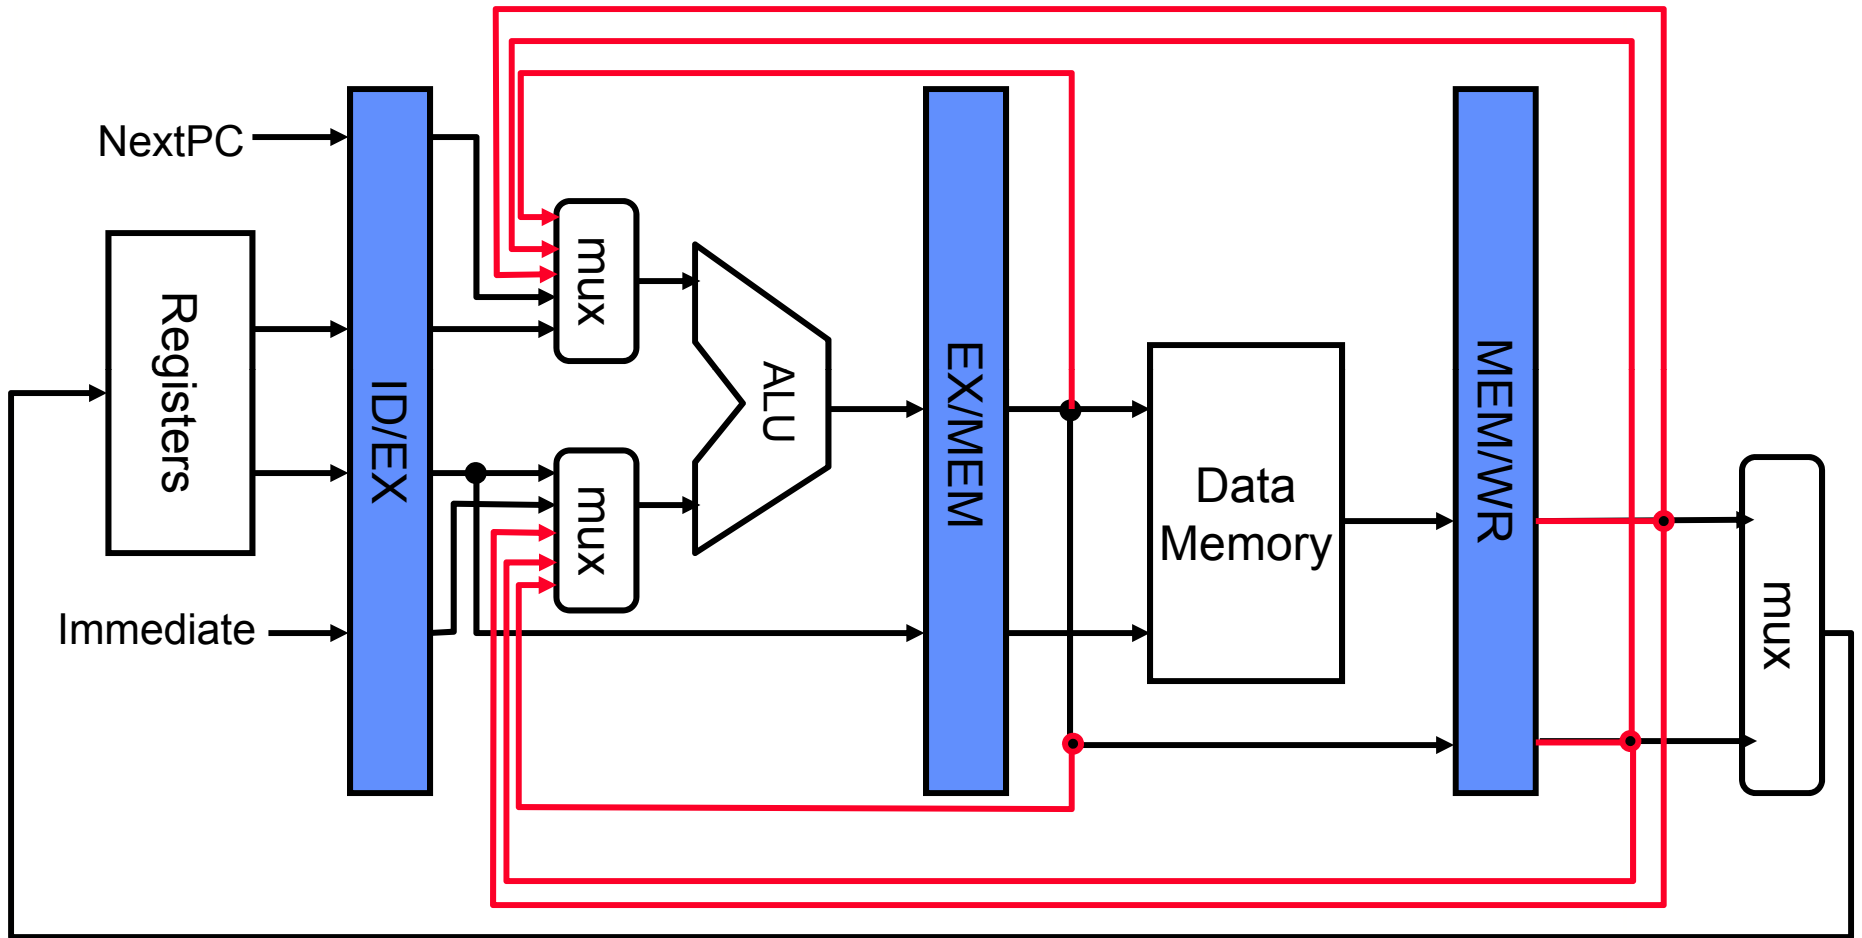 NextPC
Registers
Immediate
ID/EX
mux
mux
ALU
EX/MEM
Data
Memory
MEM/WR
mux